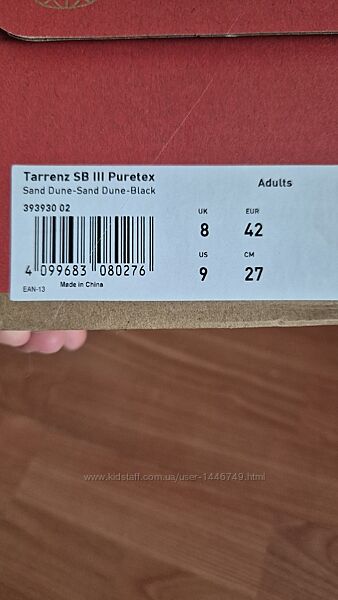 Tarrenz SB III Puretex
Sand Dune-Sand Dune-Black
Adults
393930 02
UK EUR
8 42
US CM
9 27
4 099683 080276
EAN-13
Made in China
www.kidstaff.com.ua/user-1446749.html